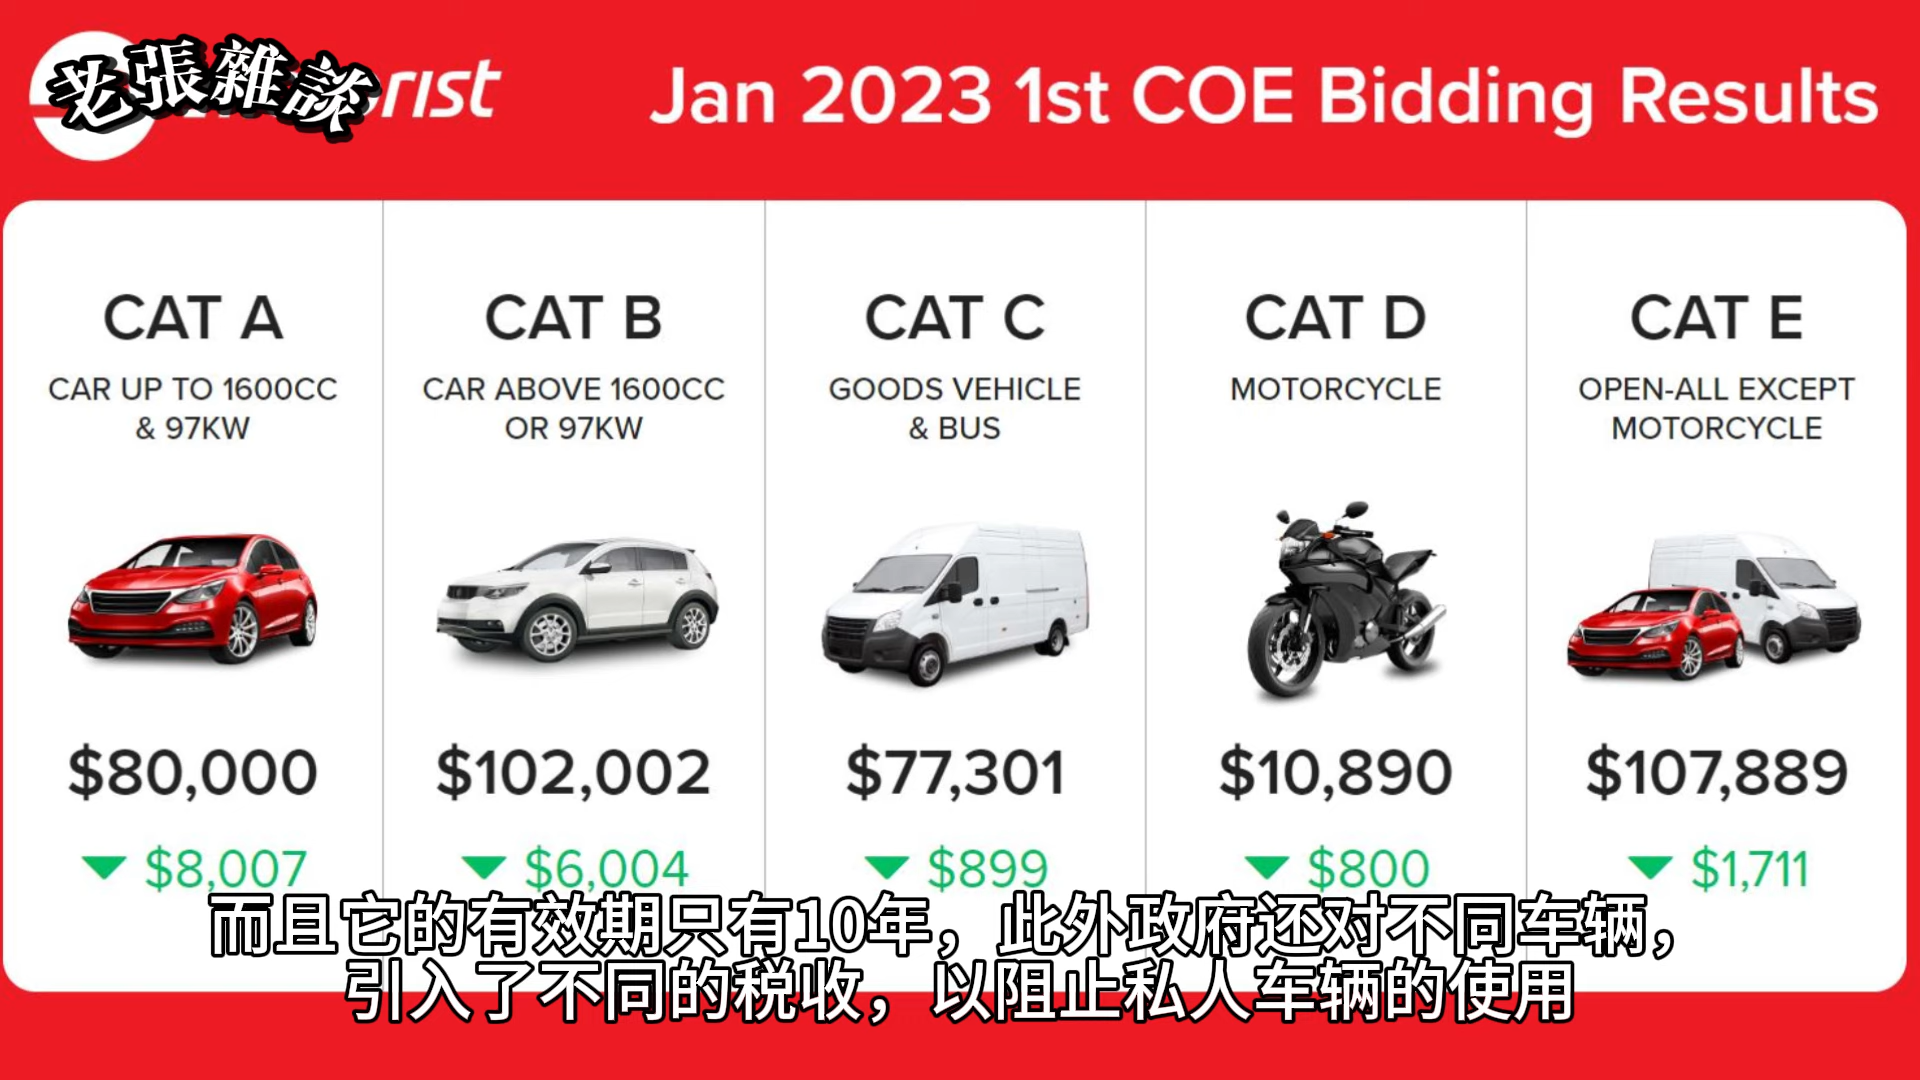 老張雜談
Jan 2023 1st COE Bidding Results
CAT A
CAR UP TO 1600CC
& 97KW
$80,000
$8,007
CAT B
CAR ABOVE 1600CC
OR 97KW
$102,002
$6,004
CAT C
GOODS VEHICLE
& BUS
$77,301
$899
CAT D
MOTORCYCLE
$10,890
$800
CAT E
OPEN-ALL EXCEPT
MOTORCYCLE
$107,889
$1,711
而且它的有效期只有10年，此外政府还对不同车辆，
引入了不同的税收，以阻止私人车辆的使用